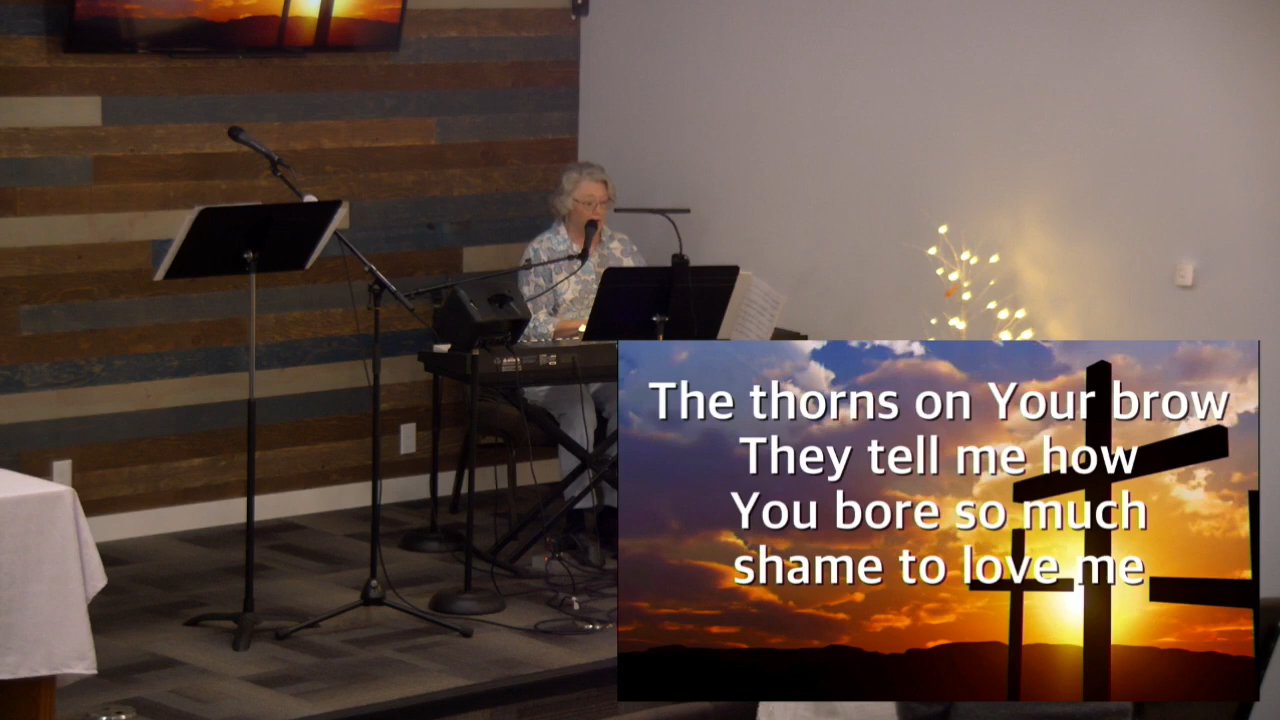 The thorns on Your brow
They tell me how
You bore so much
shame to love me